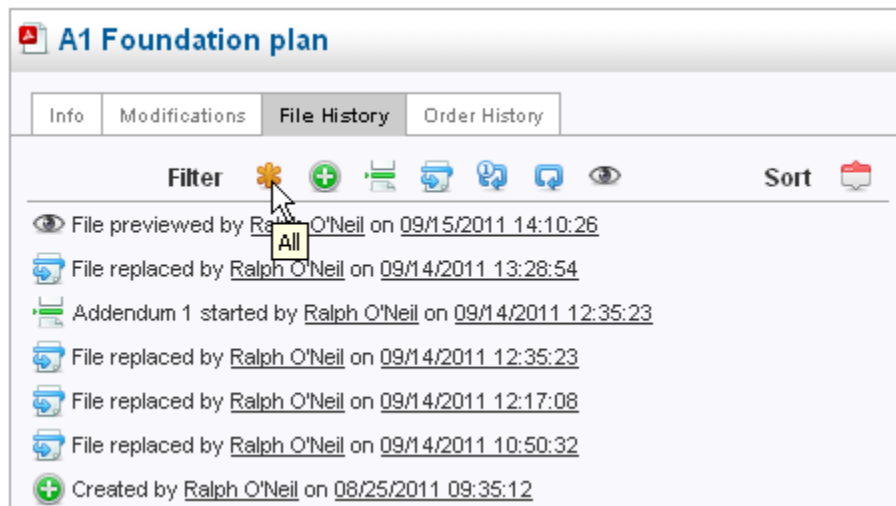 A1 Foundation plan
Info Modifications File History Order History
Filter Sort
File previewed by Ralph O'Neil on 09/15/2011 14:10:26
All
File replaced by Ralph O'Neil on 09/14/2011 13:28:54
Addendum 1 started by Ralph O'Neil on 09/14/2011 12:35:23
File replaced by Ralph O'Neil on 09/14/2011 12:35:23
File replaced by Ralph O'Neil on 09/14/2011 12:17:08
File replaced by Ralph O'Neil on 09/14/2011 10:50:32
Created by Ralph O'Neil on 08/25/2011 09:35:12